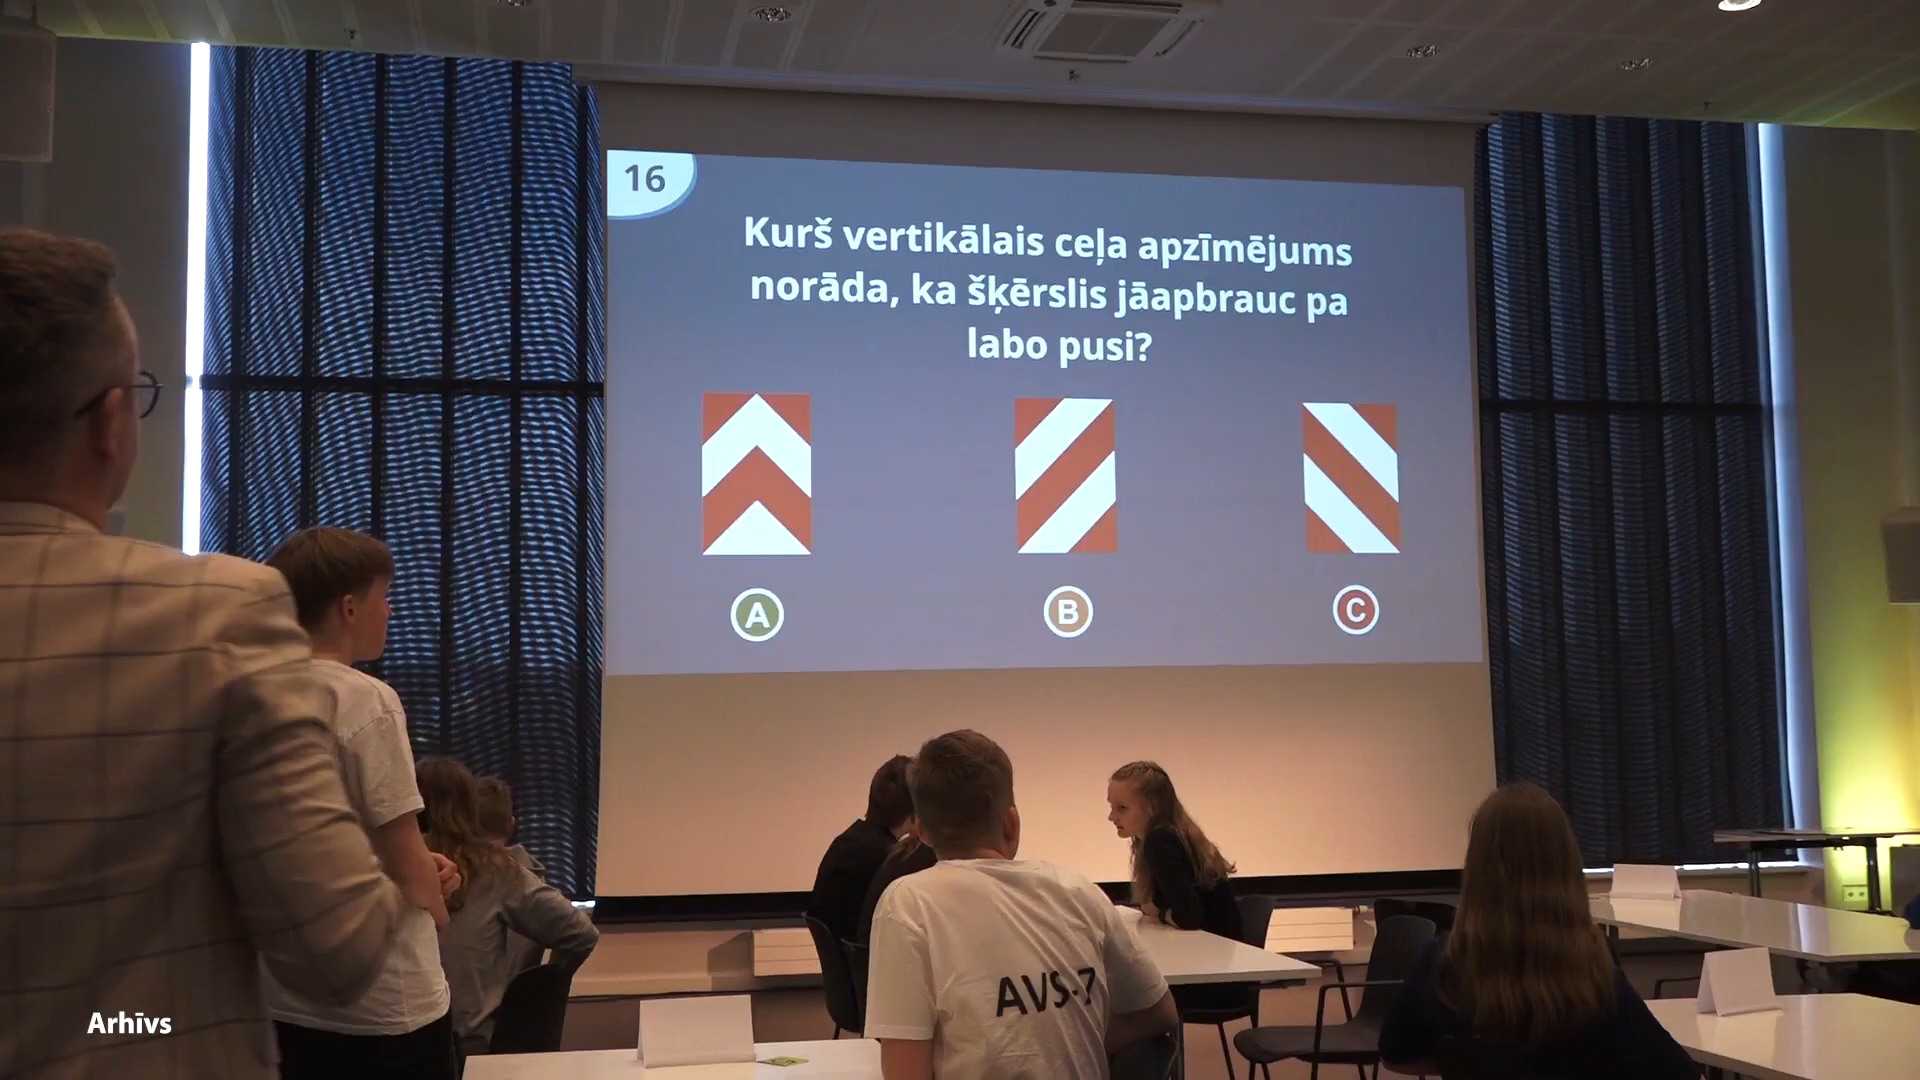 16
Kurš vertikālais ceļa apzīmējums
norāda, ka šķērslis jāapbrauc pa
labo pusi?
A
B
C
AVS-7
Arhīvs